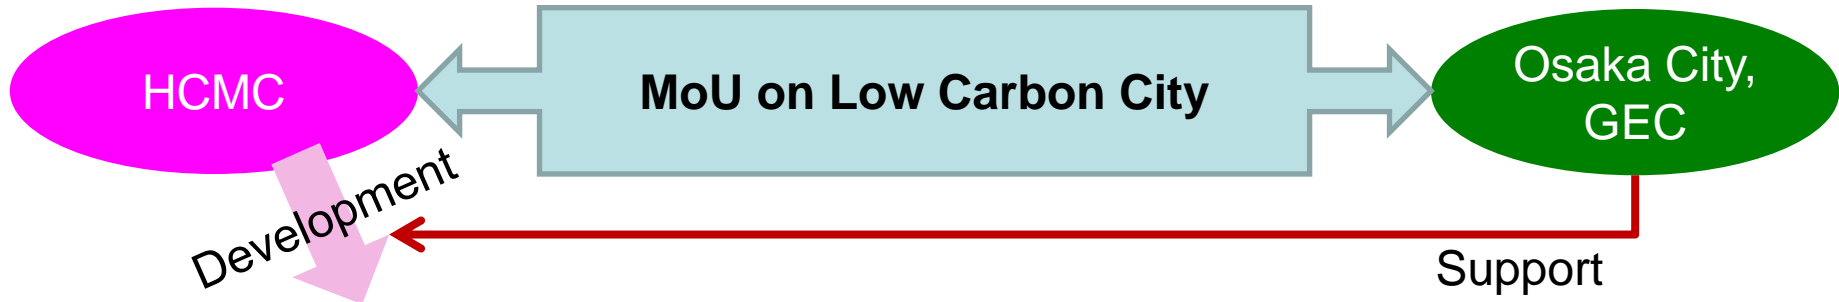 HCMC
MoU on Low Carbon City
Osaka City,
GEC
Development
Support